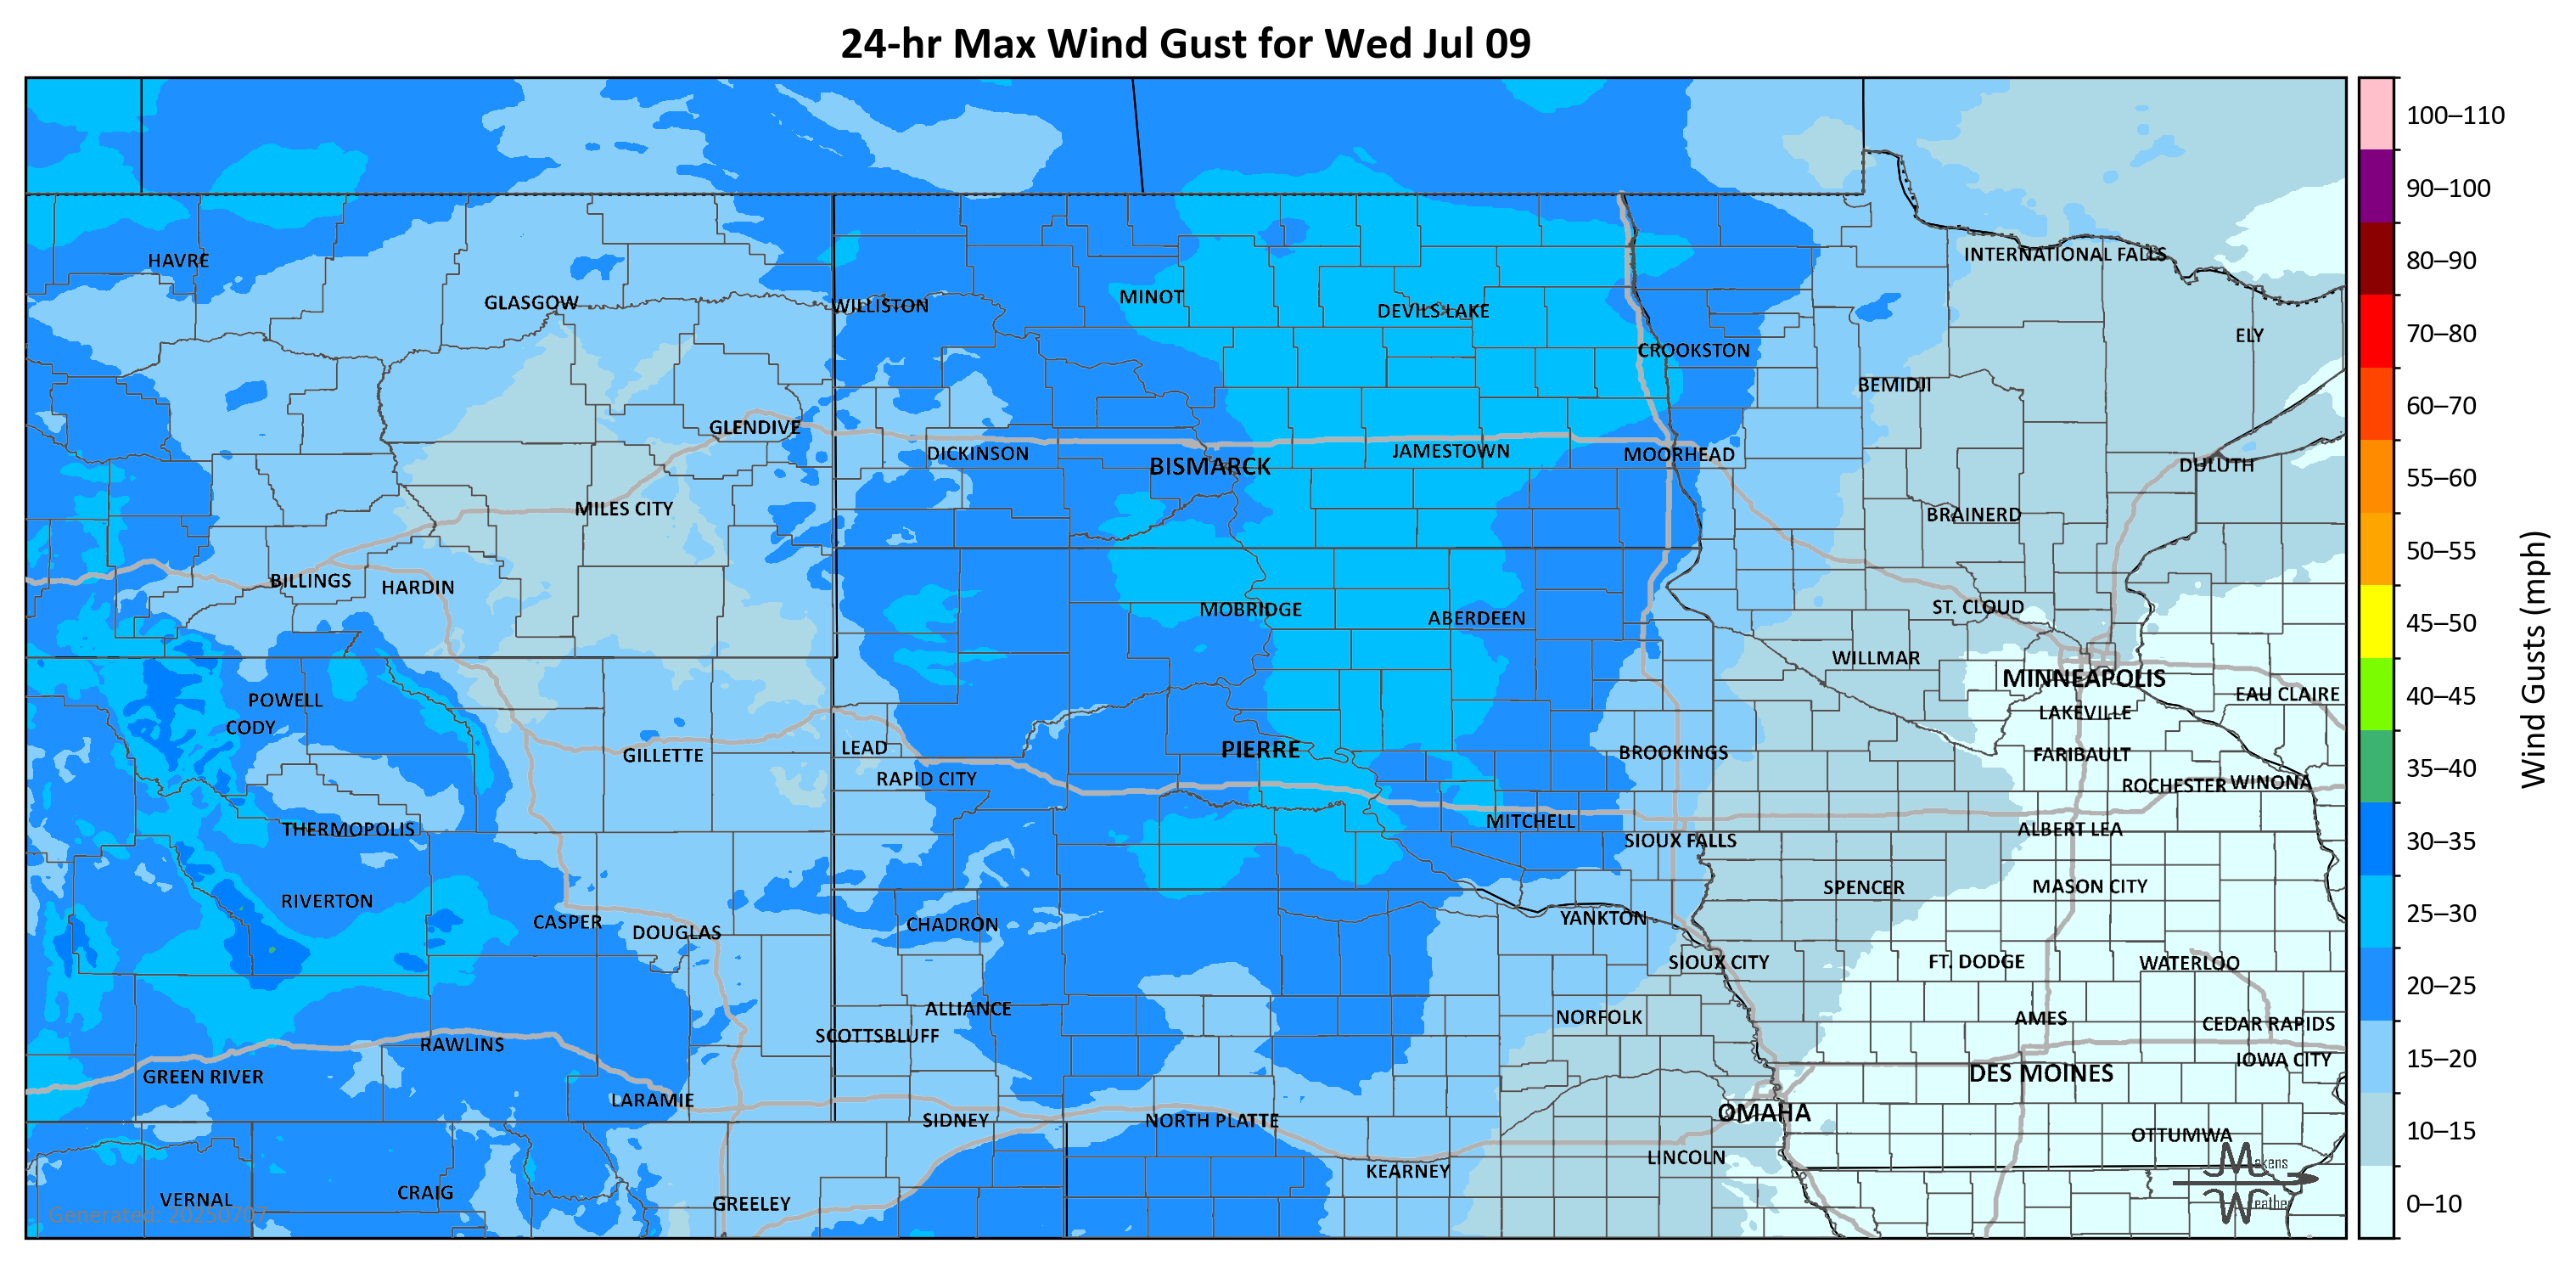 24-hr Max Wind Gust for Wed Jul 09
100–110
90–100
HAVRE
INTERNATIONAL FALLS
80–90
GLASGOW
WILLISTON
MINOT
DEVILS LAKE
70–80
ELY
CROOKSTON
BEMIDJI
60–70
GLENDIVE
DICKINSON
BISMARCK
JAMESTOWN
MOORHEAD
DULUTH
55–60
MILES CITY
BRAINERD
50–55
BILLINGS
HARDIN
MOBRIDGE
ABERDEEN
ST. CLOUD
45–50
WILLMAR
MINNEAPOLIS
EAU CLAIRE
40–45
POWELL
CODY
LAKEVILLE
GILLETTE
LEAD
PIERRE
BROOKINGS
FARIBAULT
35–40
RAPID CITY
ROCHESTER
WINONA
Wind Gusts (mph)
THERMOPOLIS
MITCHELL
SIOUX FALLS
ALBERT LEA
30–35
RIVERTON
SPENCER
MASON CITY
CASPER
DOUGLAS
CHADRON
YANKTON
25–30
SIOUX CITY
FT. DODGE
WATERLOO
20–25
ALLIANCE
SCOTTSBLUFF
NORFOLK
AMES
CEDAR RAPIDS
RAWLINS
IOWA CITY
15–20
GREEN RIVER
DES MOINES
LARAMIE
SIDNEY
NORTH PLATTE
OMAHA
OTTUMWA
10–15
LINCOLN
KEARNEY
Makens
Weather
VERNAL
CRAIG
GREELEY
0–10
Generated: 20250707